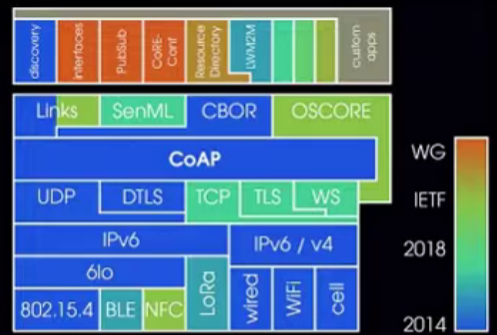 discovery
interfaces
PubSub
CoRE-
Conf
Resource
Directory
LWM2M
custom
apps
Links SenML CBOR OSCORE
CoAP
UDP DTLS TCP TLS WS
IPv6 IPv6 / v4
6lo
802.15.4 BLE NFC LoRa wired WiFi cell
WG
IETF
2018
2014